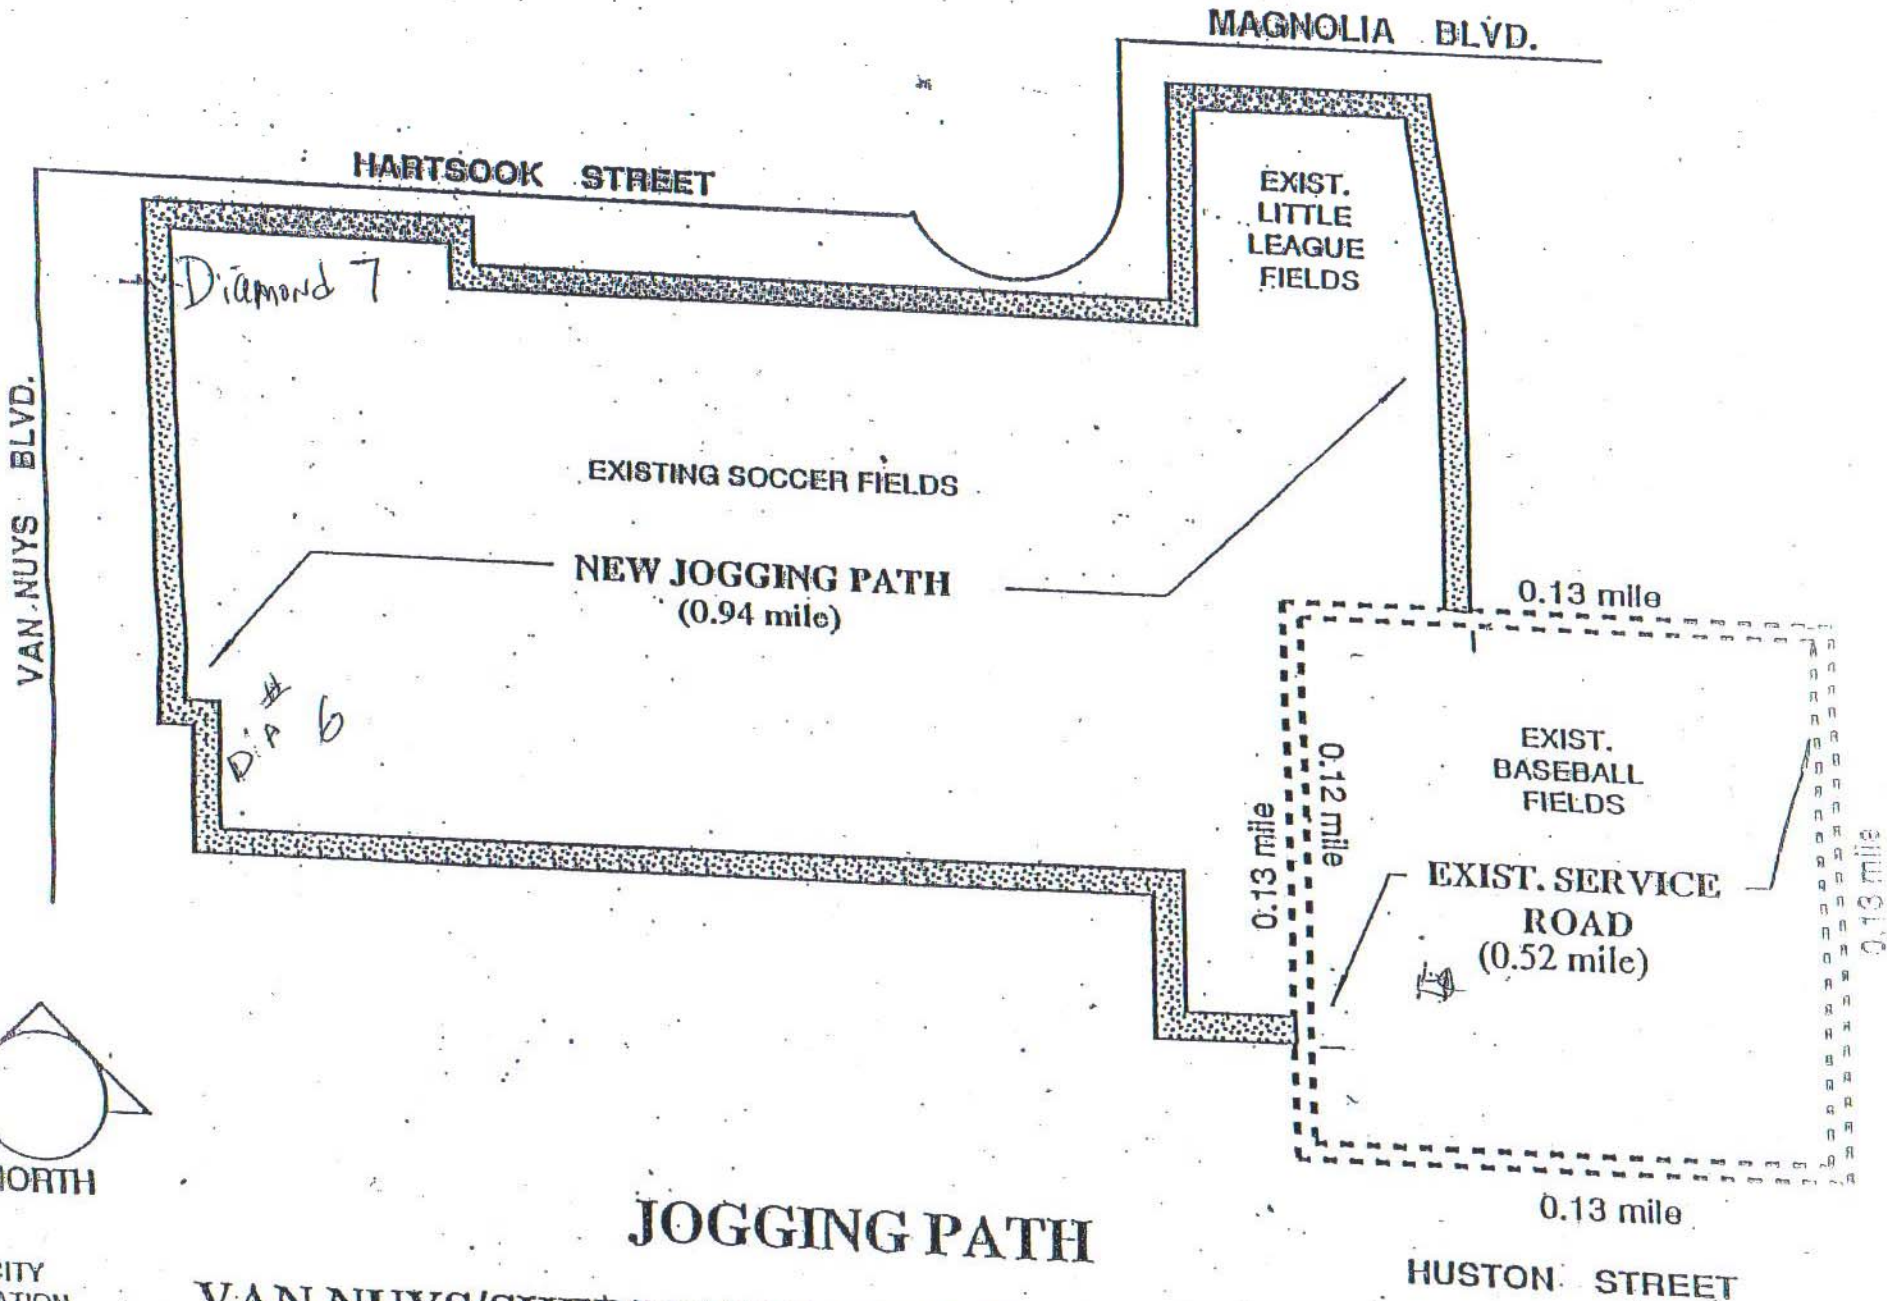 MAGNOLIA BLVD.
HARTSOOK STREET
EXIST.
LITTLE
LEAGUE
FIELDS
Diamond 7
VAN NUYS BLVD.
EXISTING SOCCER FIELDS
NEW JOGGING PATH
(0.94 mile)
0.13 mile
Dia # 6
0.13 mile
0.12 mile
EXIST.
BASEBALL
FIELDS
EXIST. SERVICE
ROAD
(0.52 mile)
0.13 mile
NORTH
0.13 mile
JOGGING PATH
HUSTON STREET
VAN NUYS